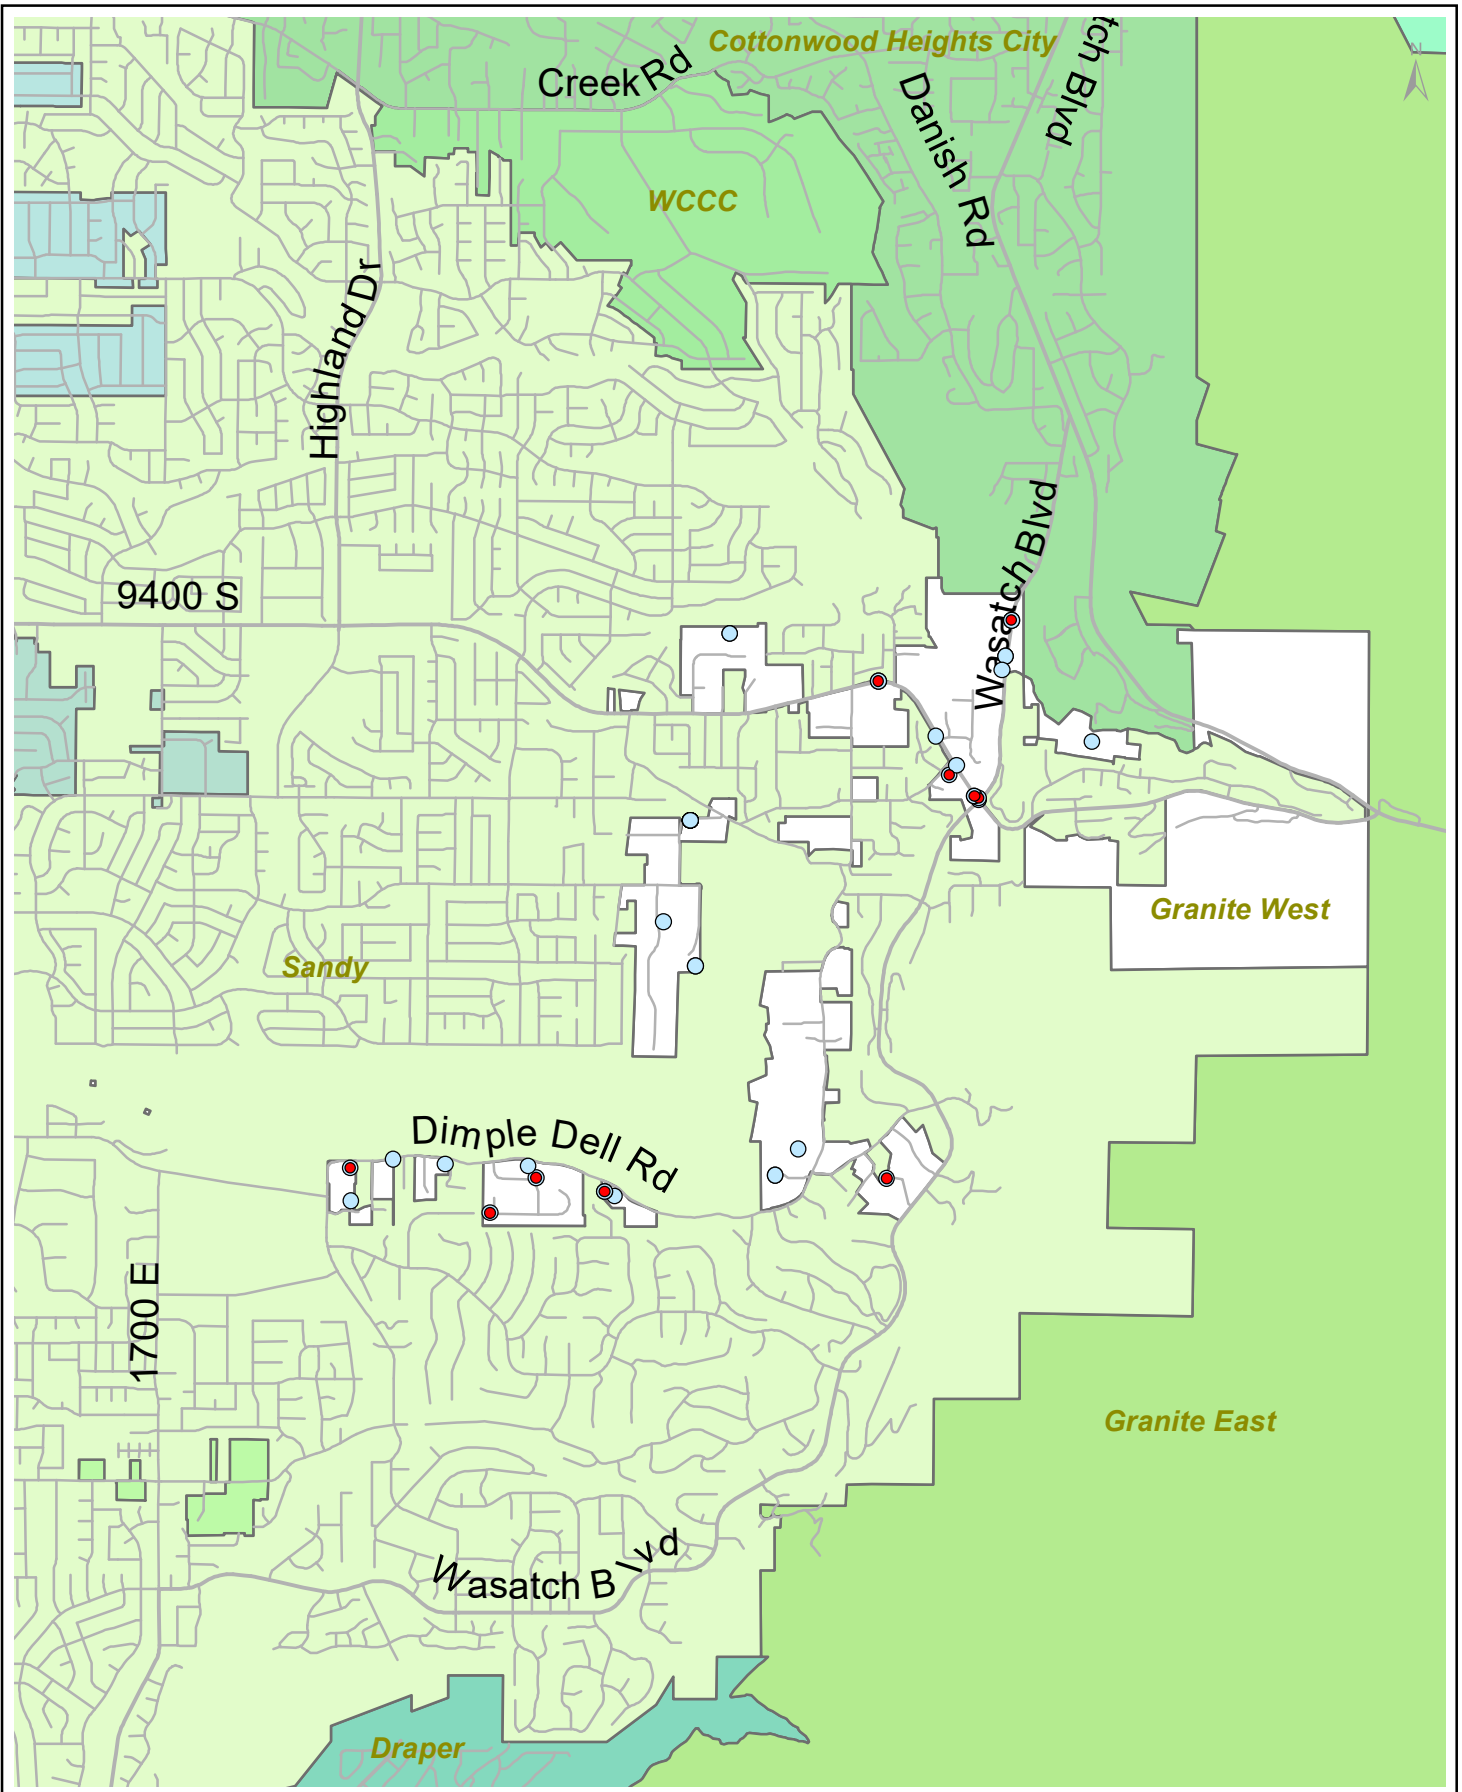 Cottonwood Heights City
tch Blvd
N
Creek Rd
Danish Rd
WCCC
Highland Dr
Wasatch Blvd
9400 S
Granite West
Sandy
Dimple Dell Rd
1700 E
Granite East
Wasatch Blvd
Draper